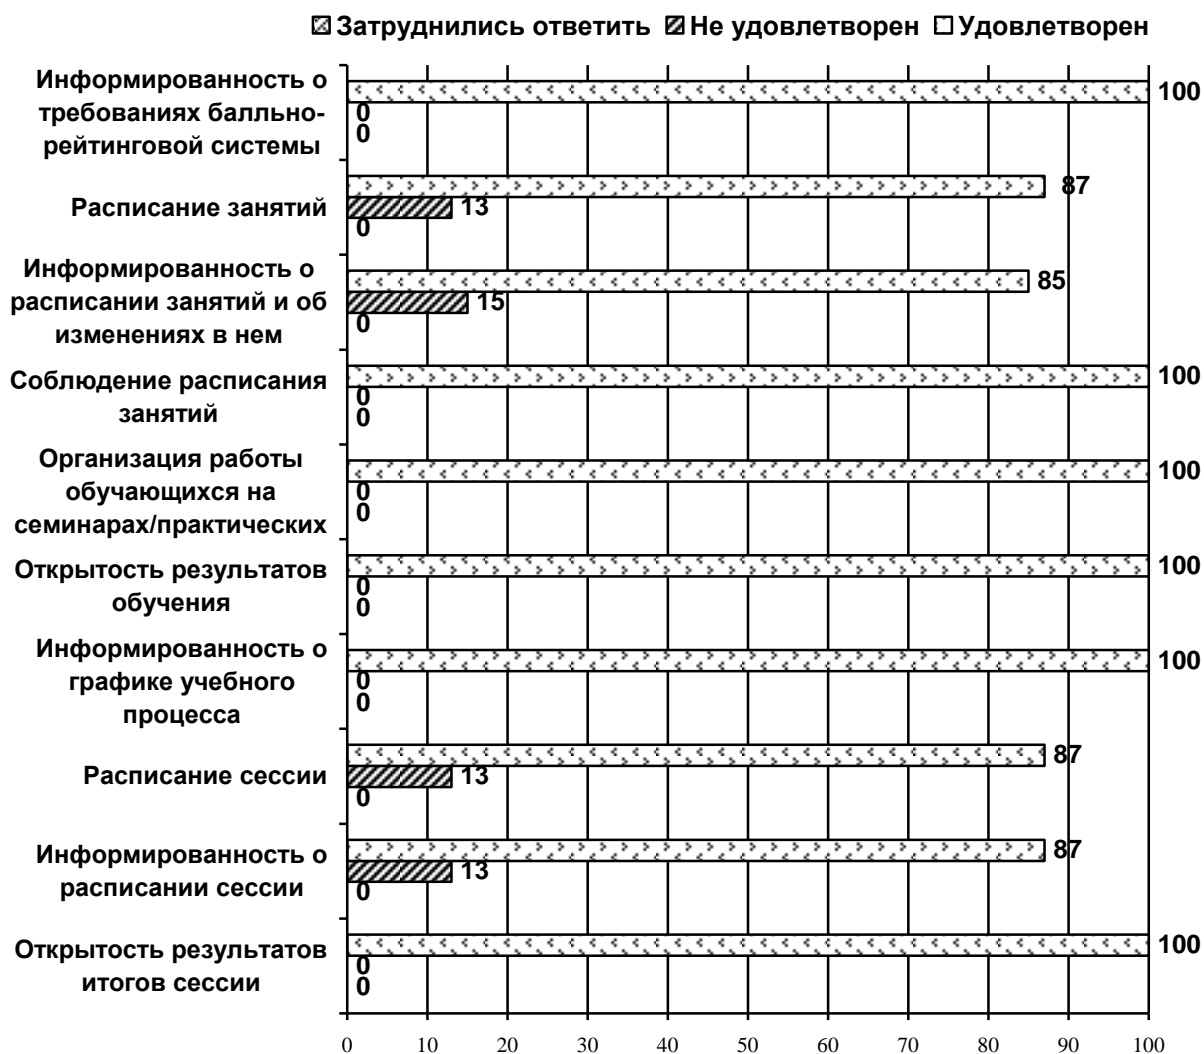 Затруднились ответить Не удовлетворен Удовлетворен
Информированность о
требованиях балльно-
рейтинговой системы
100
0
0
Расписание занятий
87
13
0
Информированность о
расписании занятий и об
изменениях в нем
85
15
0
Соблюдение расписания
занятий
100
0
0
Организация работы
обучающихся на
семинарах/практических
100
0
0
Открытость результатов
обучения
100
0
0
Информированность о
графике учебного
процесса
100
0
0
Расписание сессии
87
13
0
Информированность о
расписании сессии
87
13
0
Открытость результатов
итогов сессии
100
0
0
0 10 20 30 40 50 60 70 80 90 100